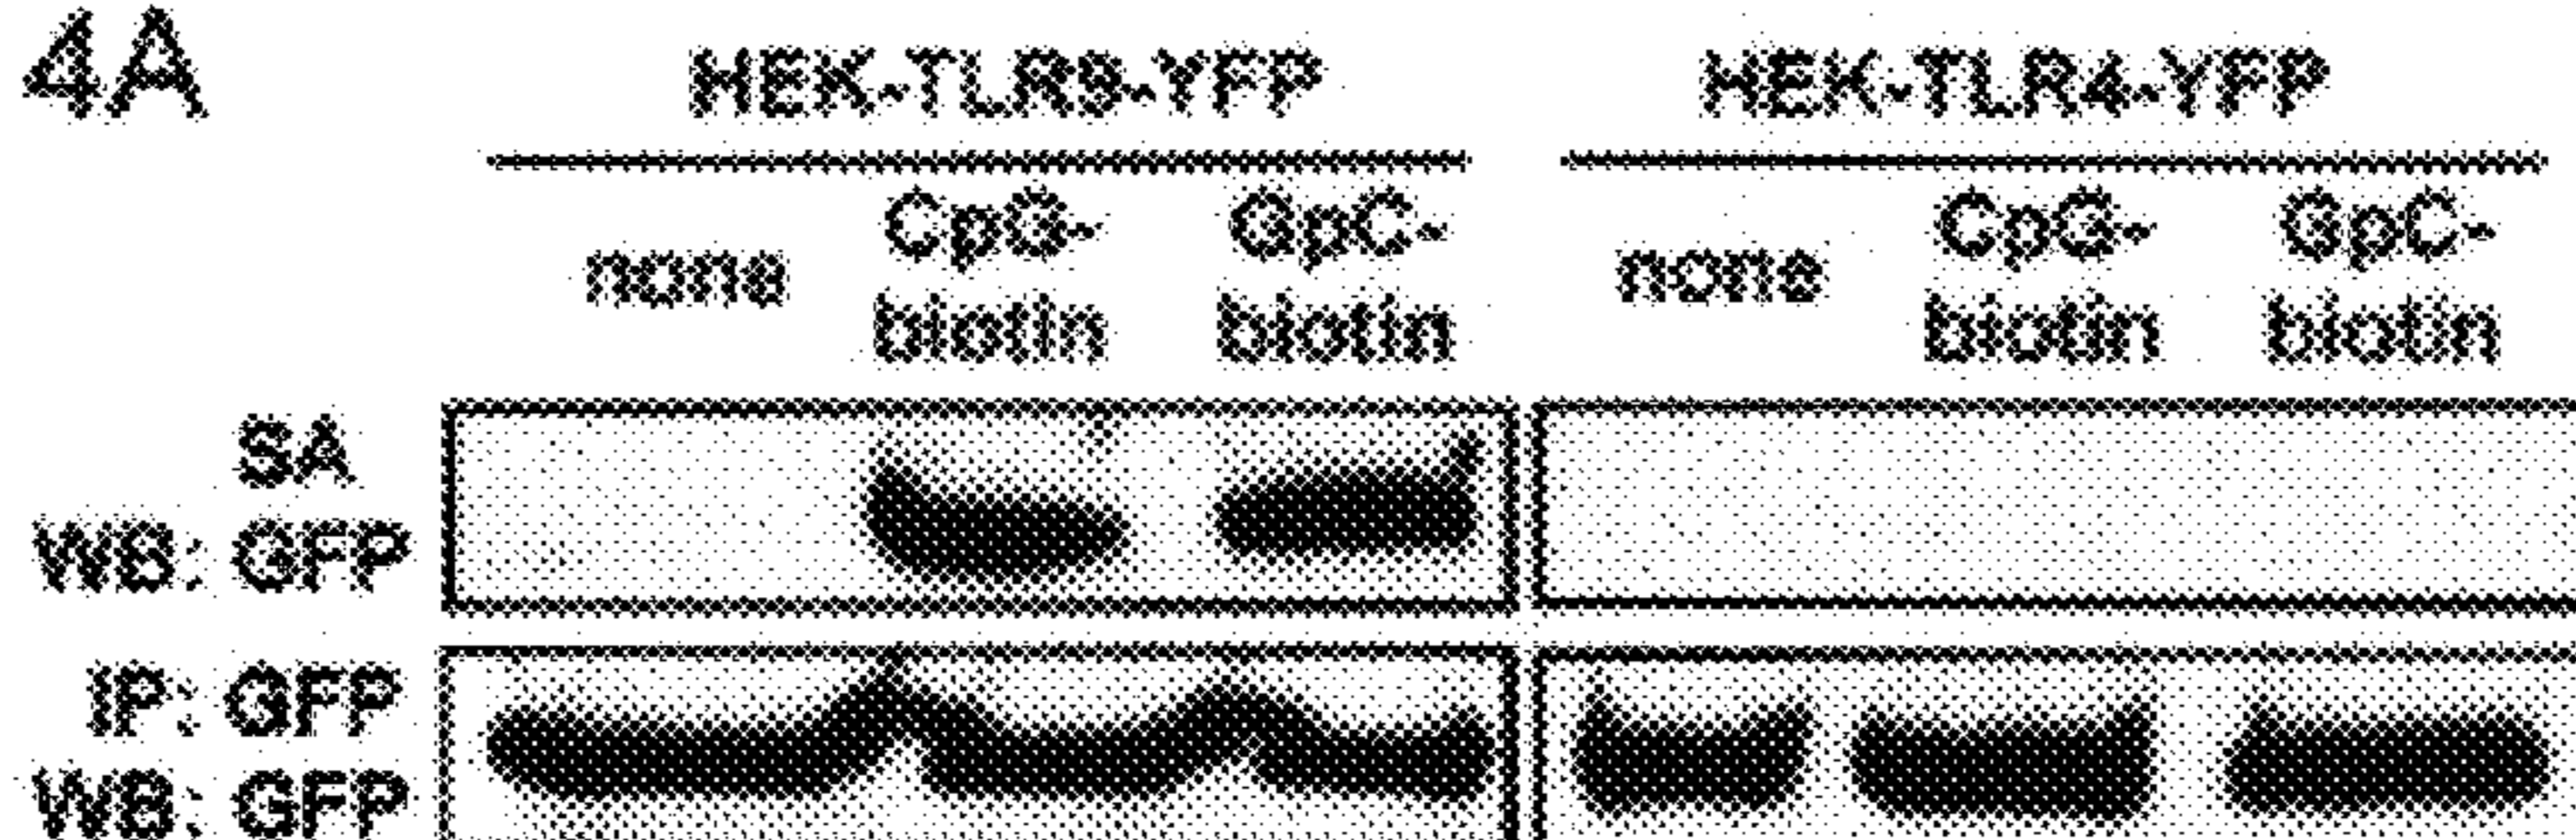 4A
HEK-TLR9-YFP HEK-TLR4-YFP
none CpG- GpC- none CpG- GpC-
biotin biotin biotin biotin
SA
WB: GFP
IP: GFP
WB: GFP